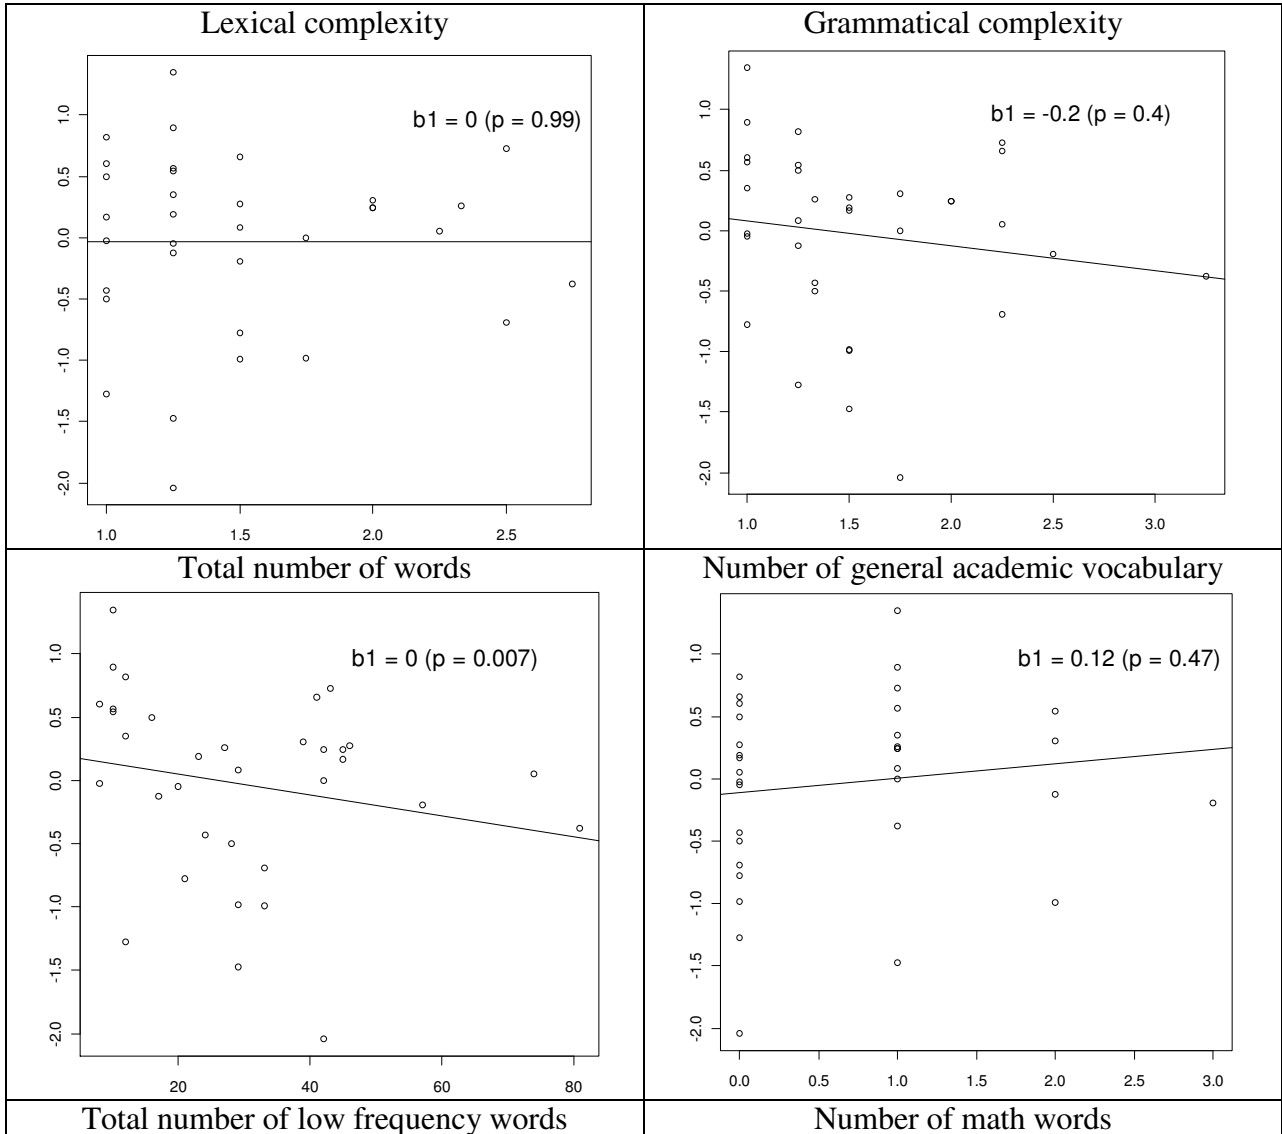 Lexical complexity
b1 = 0 (p = 0.99)
1.0
0.5
0.0
-0.5
-1.0
-1.5
-2.0
1.0 1.5 2.0 2.5
Grammatical complexity
b1 = -0.2 (p = 0.4)
1.0
0.5
0.0
-0.5
-1.0
-1.5
-2.0
1.0 1.5 2.0 2.5 3.0
Total number of words
b1 = 0 (p = 0.007)
1.0
0.5
0.0
-0.5
-1.0
-1.5
-2.0
20 40 60 80
Number of general academic vocabulary
b1 = 0.12 (p = 0.47)
1.0
0.5
0.0
-0.5
-1.0
-1.5
-2.0
0.0 0.5 1.0 1.5 2.0 2.5 3.0
Total number of low frequency words
Number of math words